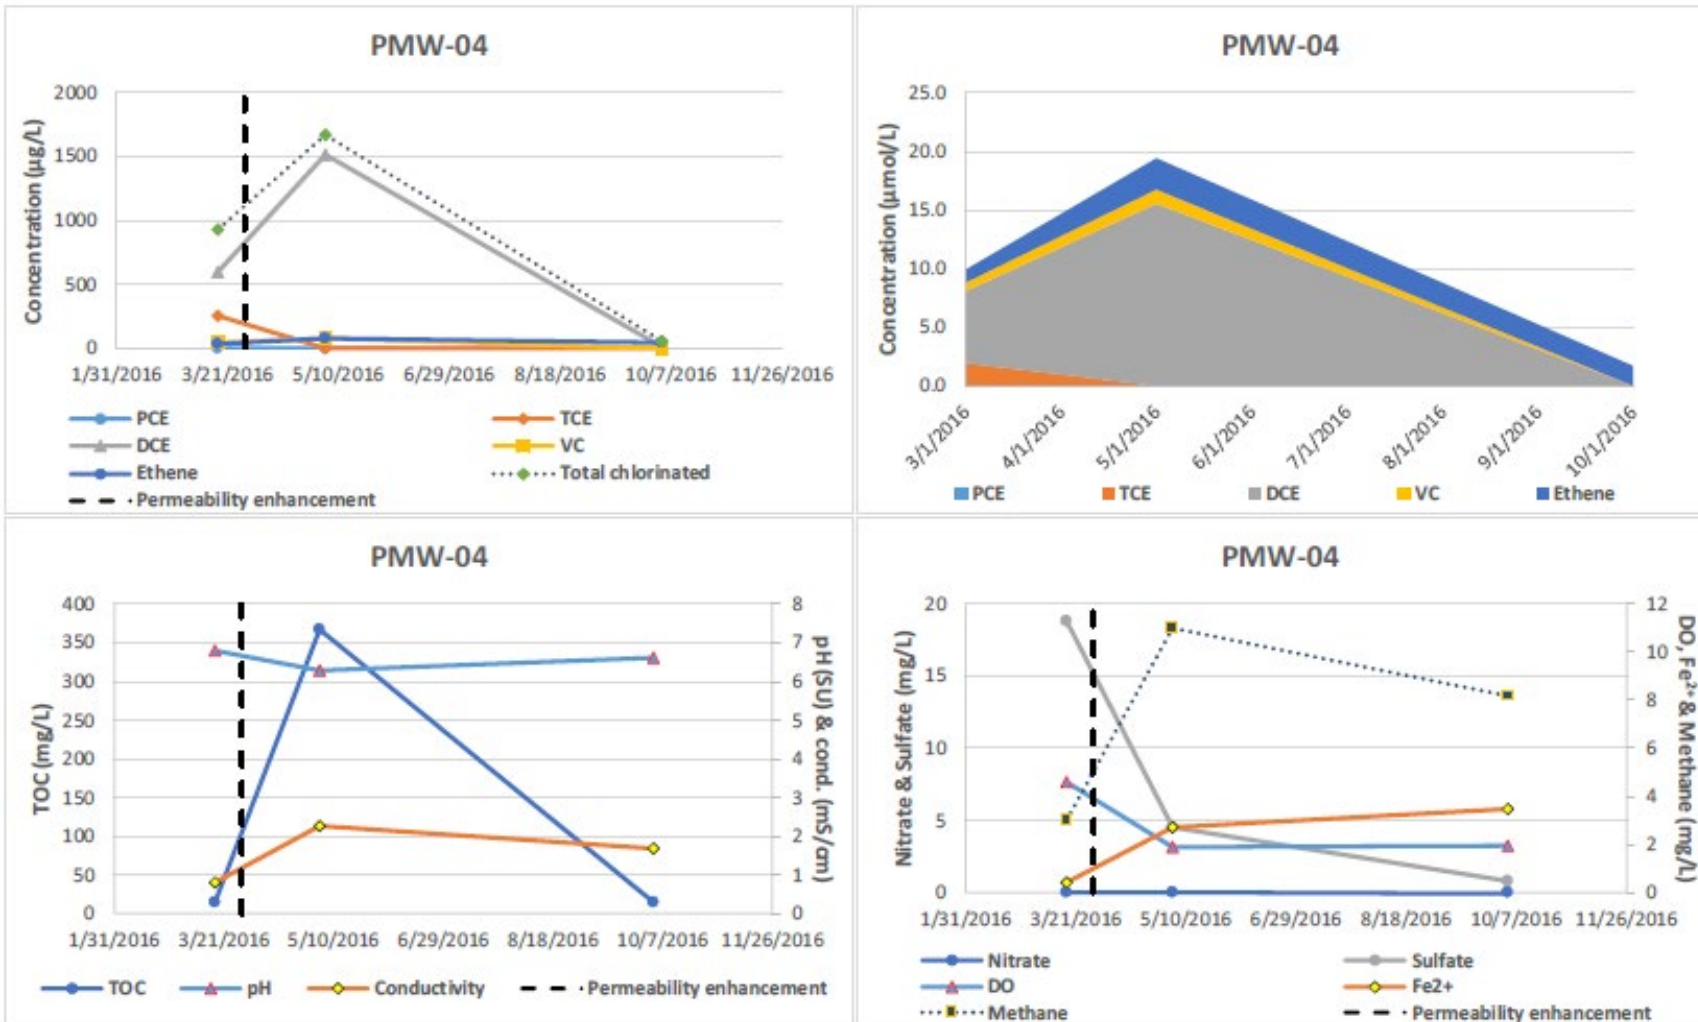 PMW-04
Concentration (µg/L)
2000
1500
1000
500
0
1/31/2016 3/21/2016 5/10/2016 6/29/2016 8/18/2016 10/7/2016 11/26/2016
PCE TCE
DCE VC
Ethene Total chlorinated
Permeability enhancement
PMW-04
Concentration (µmol/L)
25.0
20.0
15.0
10.0
5.0
0.0
3/1/2016 4/1/2016 5/1/2016 6/1/2016 7/1/2016 8/1/2016 9/1/2016 10/1/2016
PCE TCE DCE VC Ethene
PMW-04
TOC (mg/L)
400
350
300
250
200
150
100
50
0
8
7
6
5
4
3
2
1
0
pH (SU) & cond. (mS/cm)
1/31/2016 3/21/2016 5/10/2016 6/29/2016 8/18/2016 10/7/2016 11/26/2016
TOC pH Conductivity Permeability enhancement
PMW-04
Nitrate & Sulfate (mg/L)
20
15
10
5
0
12
10
8
6
4
2
0
DO, Fe²⁺ & Methane (mg/L)
1/31/2016 3/21/2016 5/10/2016 6/29/2016 8/18/2016 10/7/2016 11/26/2016
Nitrate Sulfate
DO Fe2+
Methane Permeability enhancement